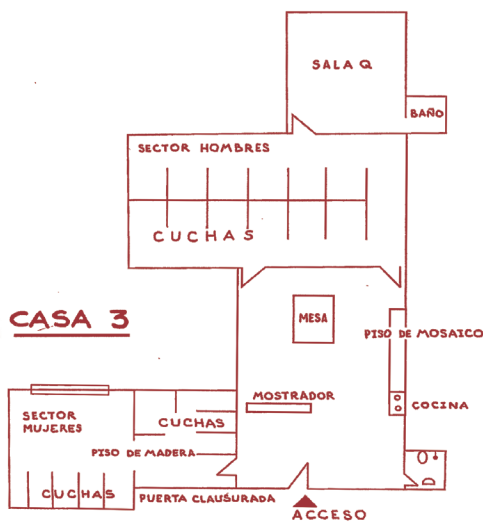 SALA Q
BAÑO
SECTOR HOMBRES
CUCHAS
CASA 3
MESA
PISO DE MOSAICO
MOSTRADOR
COCINA
SECTOR
MUJERES
CUCHAS
PISO DE MADERA
CUCHAS
PUERTA CLAUSURADA
ACCESO